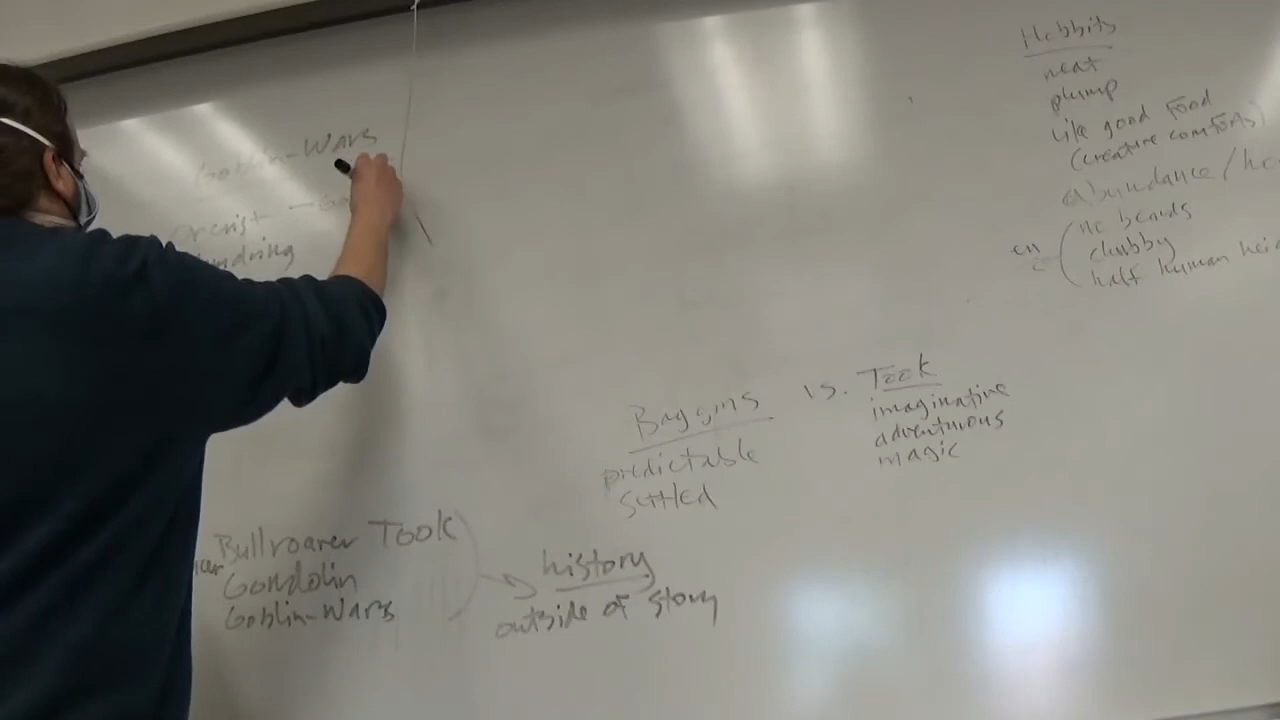 Goblin-Wars
Hobbits
neat
plump
like good food
(creature comforts)
abundance /
no beards
chubby
half human
Baggins vs. Took
predictable
settled
imaginative
adventurous
magic
Bullroarer Took
Gondolin
Goblin-Wars
history
outside of story